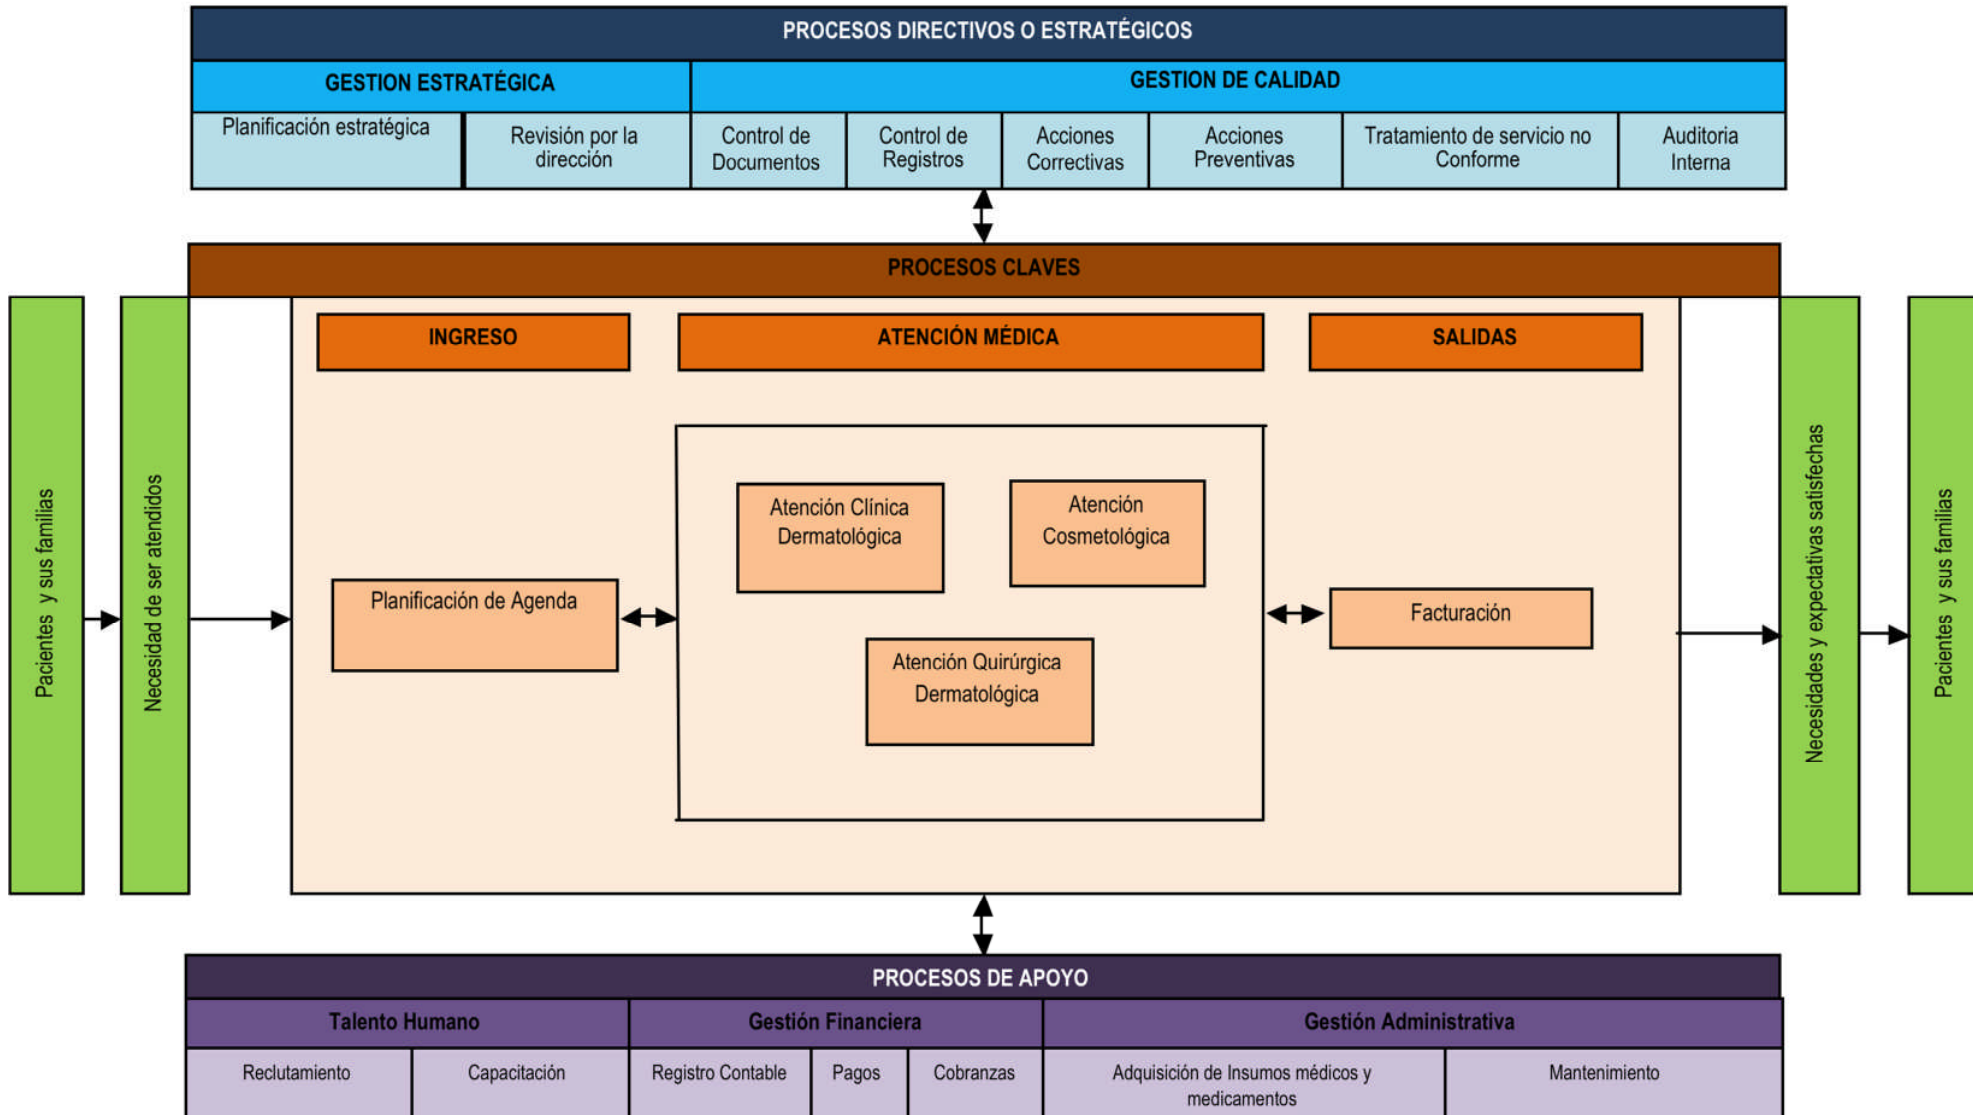 PROCESOS DIRECTIVOS O ESTRATÉGICOS
GESTION ESTRATÉGICA
GESTION DE CALIDAD
Planificación estratégica
Revisión por la
dirección
Control de
Documentos
Control de
Registros
Acciones
Correctivas
Acciones
Preventivas
Tratamiento de servicio no
Conforme
Auditoria
Interna
PROCESOS CLAVES
Pacientes y sus familias
Necesidad de ser atendidos
INGRESO
ATENCIÓN MÉDICA
SALIDAS
Planificación de Agenda
Atención Clínica
Dermatológica
Atención
Cosmetológica
Atención Quirúrgica
Dermatológica
Facturación
Necesidades y expectativas satisfechas
Pacientes y sus familias
PROCESOS DE APOYO
Talento Humano
Gestión Financiera
Gestión Administrativa
Reclutamiento
Capacitación
Registro Contable
Pagos
Cobranzas
Adquisición de Insumos médicos y
medicamentos
Mantenimiento